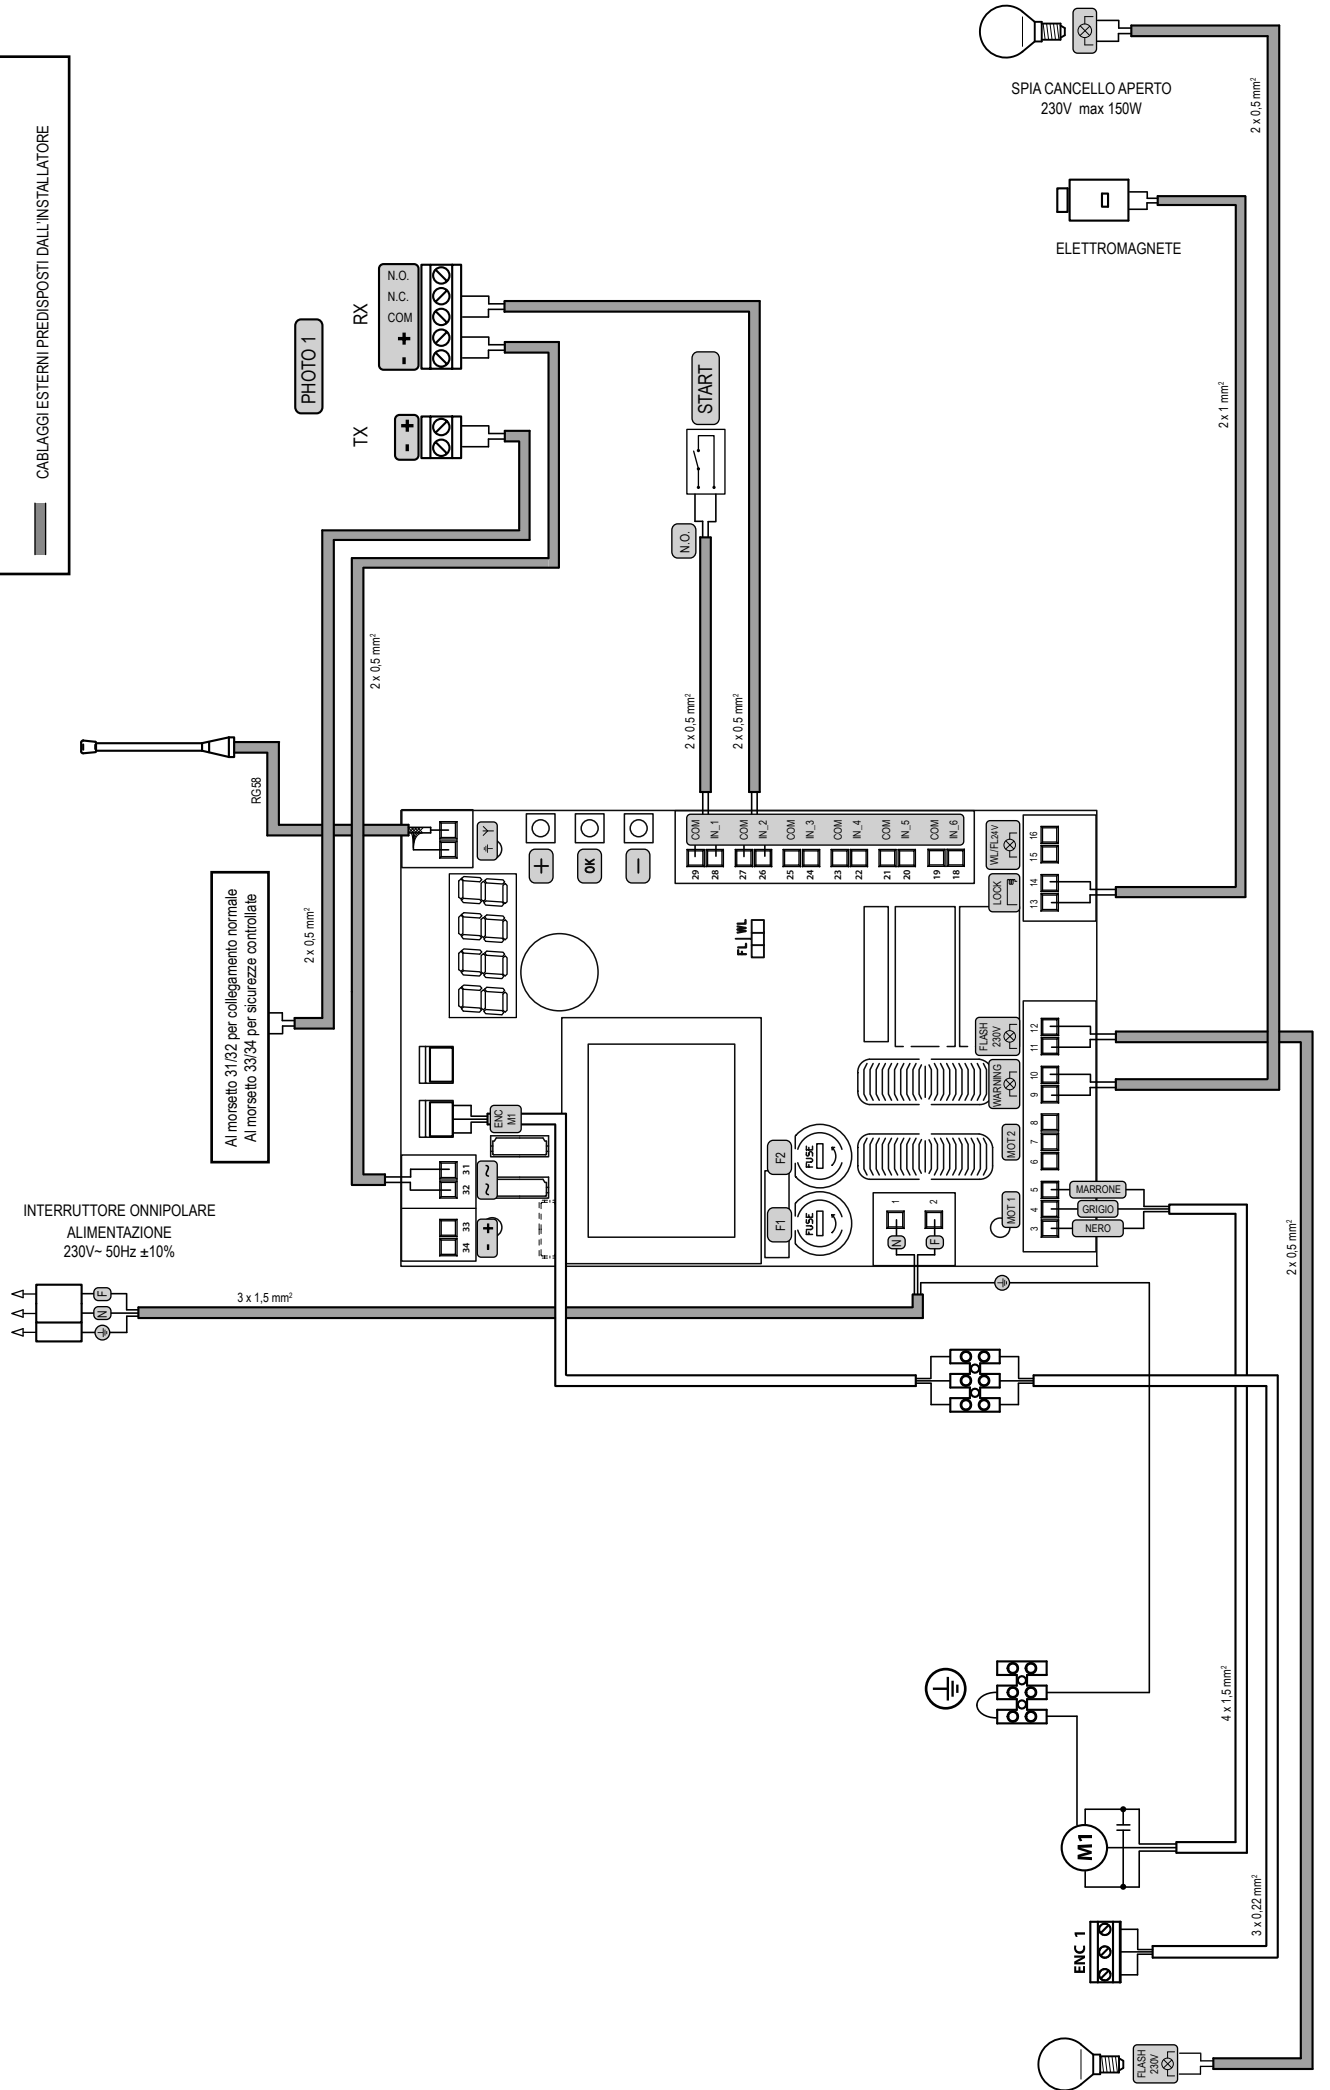 SPIA CANCELLO APERTO
230V max 150W
2 x 0,5 mm²
CABLAGGI ESTERNI PREDISPOSTI DALL'INSTALLATORE
ELETTROMAGNETE
2 x 1 mm²
PHOTO 1
RX
N.O.
N.C.
COM
+
-
TX
+
-
START
N.O.
2 x 0,5 mm²
2 x 0,5 mm²
2 x 0,5 mm²
RG58
2 x 0,5 mm²
Al morsetto 31/32 per collegamento normale
Al morsetto 33/34 per sicurezze controllate
+
OK
-
COM
IN_1
COM
IN_2
COM
IN_3
COM
IN_4
COM
IN_5
COM
IN_6
29
28
27
26
25
24
23
22
21
20
19
18
FL | WL
WL/FL24V
16
15
LOCK
14
13
FLASH
230V
12
11
WARNING
10
9
MOT 2
8
7
6
MOT 1
5
4
3
MARRONE
GRIGIO
NERO
ENC
M1
31
32
~ ~
33
34
- +
F2
FUSE
F1
FUSE
1
2
N
F
INTERRUTTORE ONNIPOLARE
ALIMENTAZIONE
230V~ 50Hz ±10%
F
N
3 x 1,5 mm²
2 x 0,5 mm²
4 x 1,5 mm²
M1
3 x 0,22 mm²
ENC 1
FLASH
230V